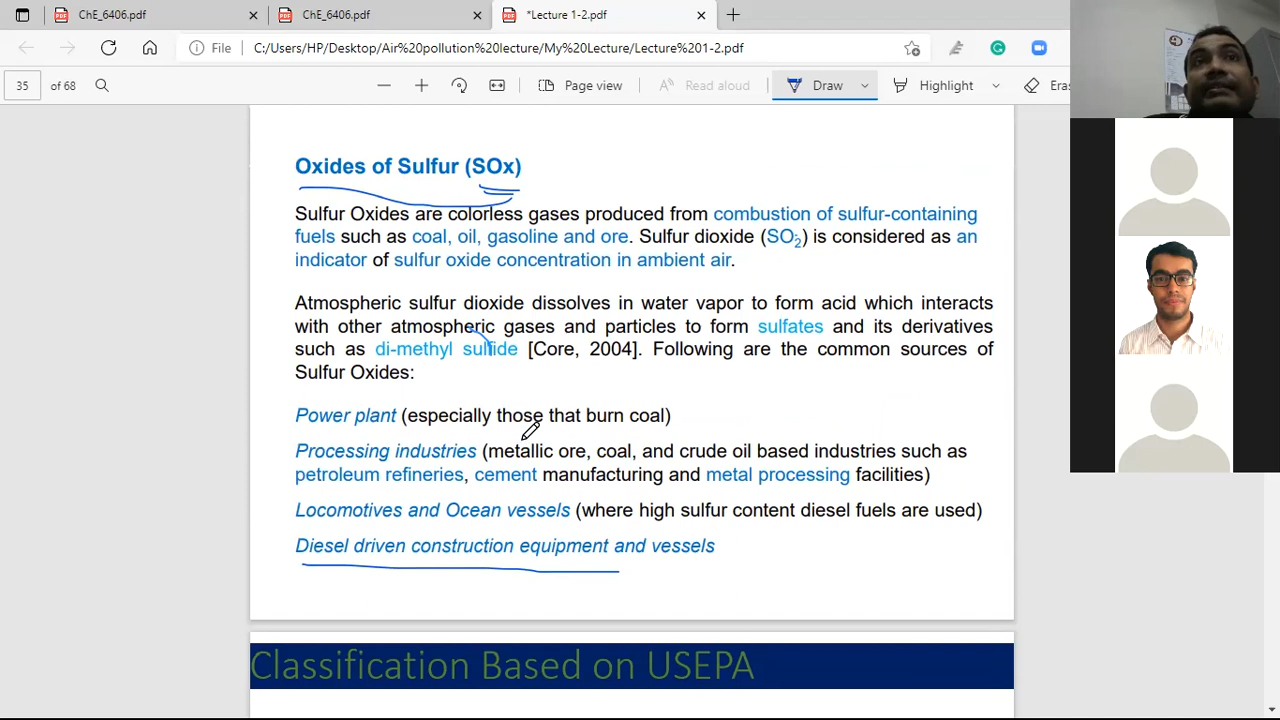 ChE_6406.pdf
ChE_6406.pdf
*Lecture 1-2.pdf
File
C:/Users/HP/Desktop/Air%20pollution%20lecture/My%20Lecture/Lecture%201-2.pdf
35 of 68
Page view
Read aloud
Draw
Highlight
Eras
Oxides of Sulfur (SOx)
Sulfur Oxides are colorless gases produced from combustion of sulfur-containing
fuels such as coal, oil, gasoline and ore. Sulfur dioxide (SO2) is considered as an
indicator of sulfur oxide concentration in ambient air.
Atmospheric sulfur dioxide dissolves in water vapor to form acid which interacts
with other atmospheric gases and particles to form sulfates and its derivatives
such as di-methyl sulfide [Core, 2004]. Following are the common sources of
Sulfur Oxides:
Power plant (especially those that burn coal)
Processing industries (metallic ore, coal, and crude oil based industries such as
petroleum refineries, cement manufacturing and metal processing facilities)
Locomotives and Ocean vessels (where high sulfur content diesel fuels are used)
Diesel driven construction equipment and vessels
Classification Based on USEPA